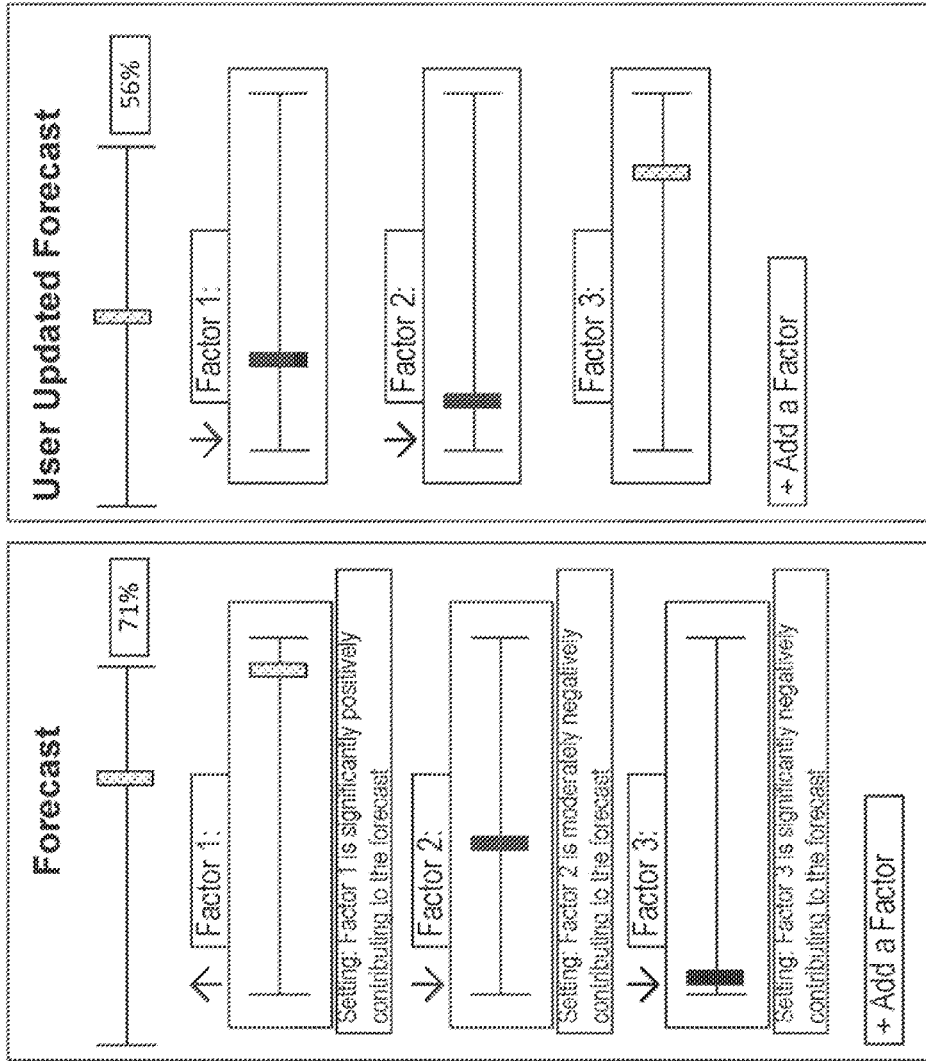 Forecast
71%
Factor 1:
Setting: Factor 1 is significantly positively
contributing to the forecast
Factor 2:
Setting: Factor 2 is moderately negatively
contributing to the forecast
Factor 3:
Setting: Factor 3 is significantly negatively
contributing to the forecast
+ Add a Factor
User Updated Forecast
56%
Factor 1:
Factor 2:
Factor 3:
+ Add a Factor